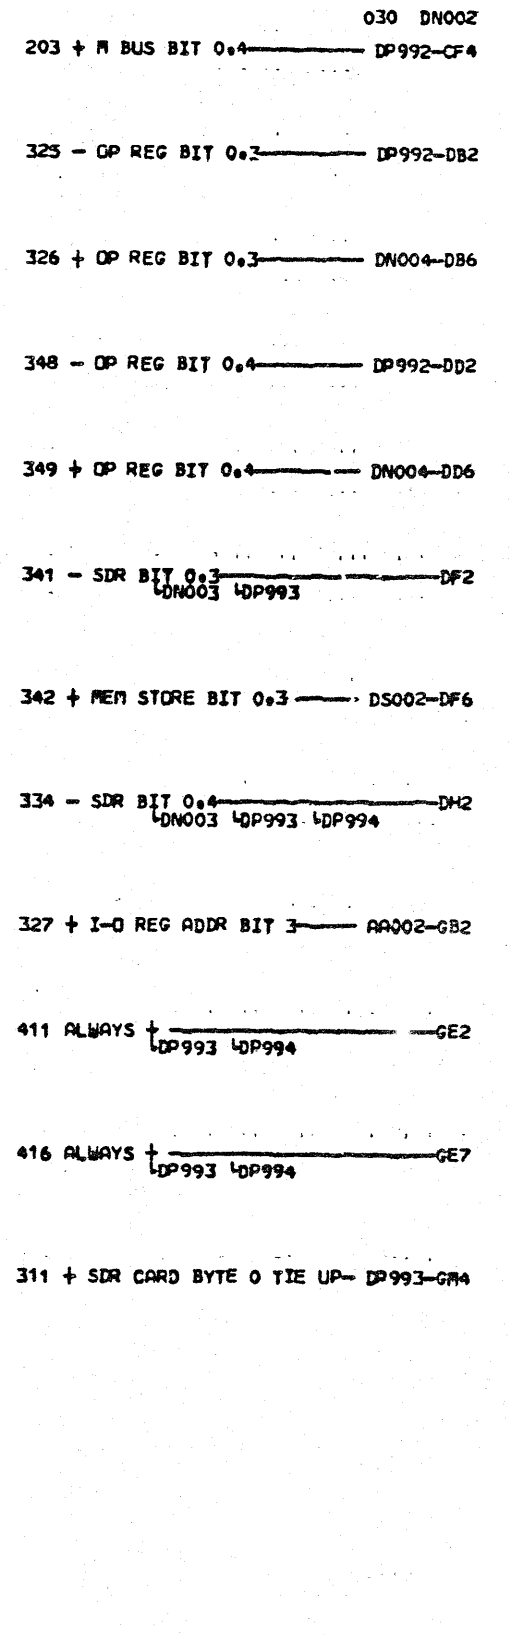 030 DN002
203 + M BUS BIT 0.4 DP992-CF4
325 - OP REG BIT 0.3 DP992-DB2
326 + OP REG BIT 0.3 DN004-DB6
348 - OP REG BIT 0.4 DP992-DD2
349 + OP REG BIT 0.4 DN004-DD6
341 - SDR BIT 0.3 DF2
DN003 DP993
342 + MEM STORE BIT 0.3 DS002-DF6
334 - SDR BIT 0.4 DH2
DN003 DP993 DP994
327 + I-O REG ADDR BIT 3 AA002-GB2
411 ALWAYS + GE2
DP993 DP994
416 ALWAYS + GE7
DP993 DP994
311 + SDR CARD BYTE 0 TIE UP- DP993-GM4